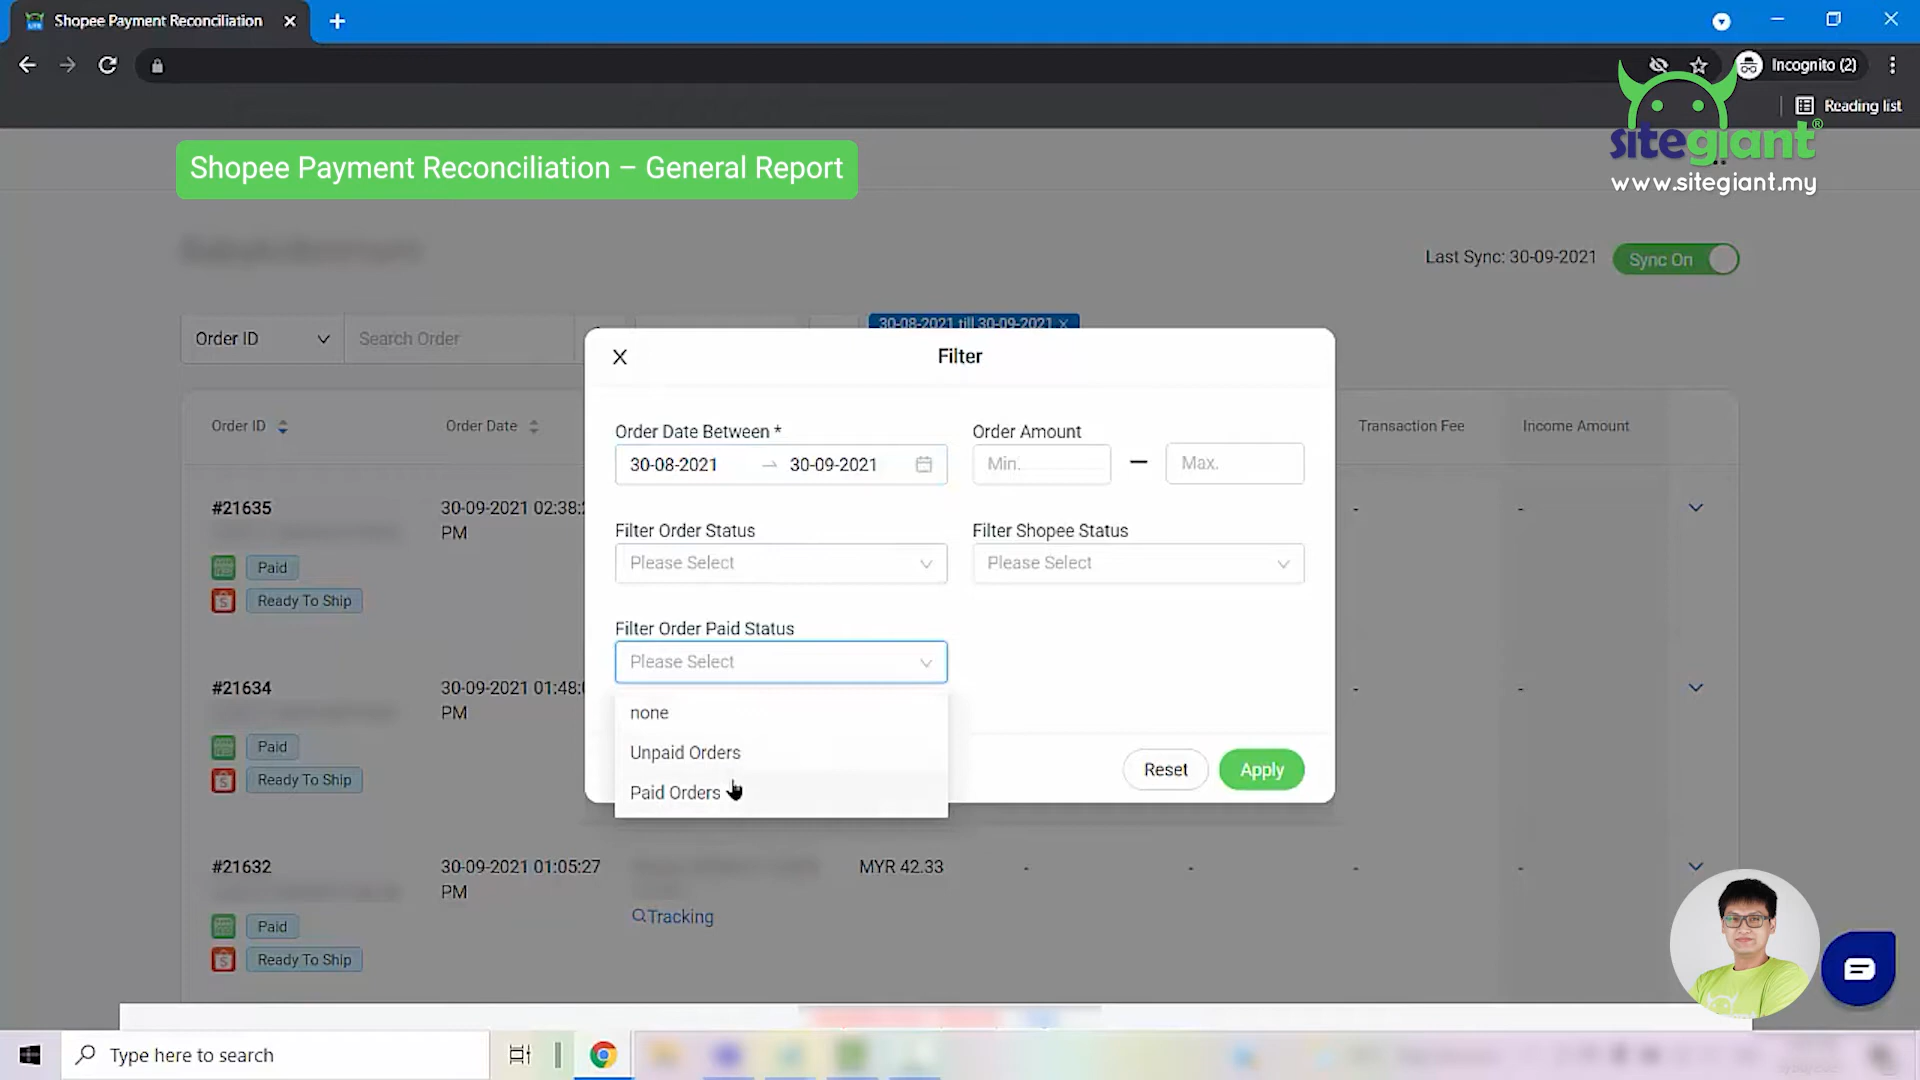 Shopee Payment Reconciliation
Incognito (2)
Reading list
Shopee Payment Reconciliation – General Report
sitegiant®
www.sitegiant.my
Last Sync: 30-09-2021
Sync On
Order ID
Search Order
30-08-2021 till 30-09-2021
Filter
Order ID
Order Date
Transaction Fee
Income Amount
Order Date Between *
Order Amount
30-08-2021
30-09-2021
Min.
Max.
#21635
30-09-2021 02:38:
PM
-
-
Paid
Ready To Ship
Filter Order Status
Filter Shopee Status
Please Select
Please Select
Filter Order Paid Status
Please Select
none
Unpaid Orders
Paid Orders
Reset
Apply
#21634
30-09-2021 01:48:
PM
-
-
Paid
Ready To Ship
#21632
30-09-2021 01:05:27
PM
MYR 42.33
-
-
-
-
Tracking
Paid
Ready To Ship
Type here to search